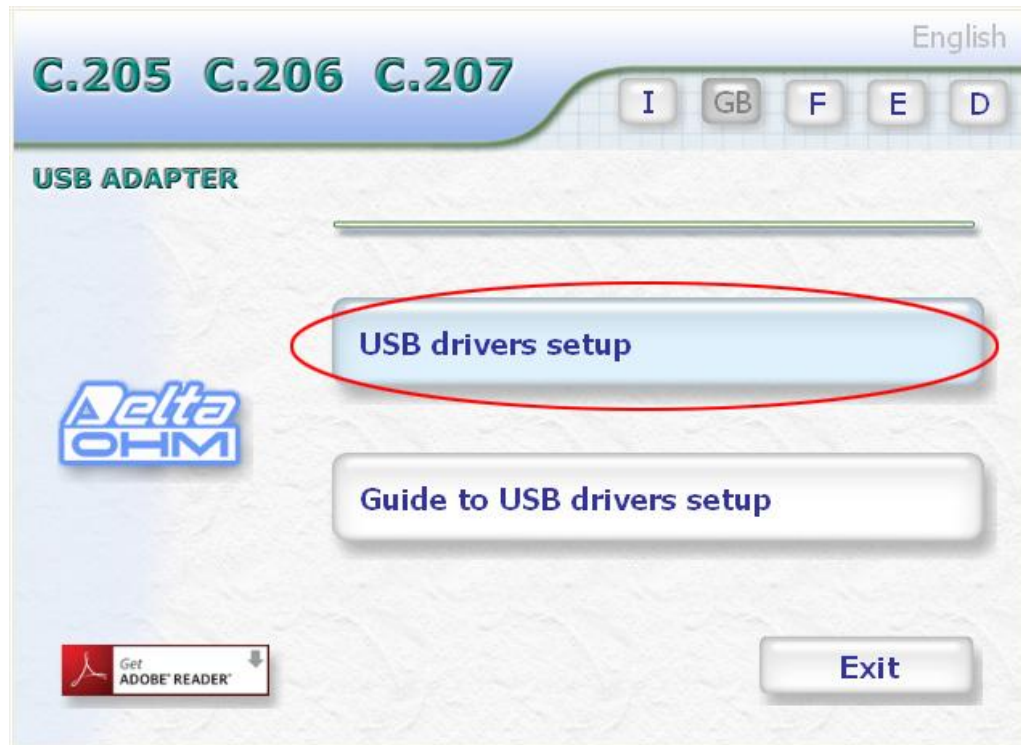 English
C.205 C.206 C.207
I GB F E D
USB ADAPTER
USB drivers setup
Delta
OHM
Guide to USB drivers setup
Get
ADOBE® READER®
Exit